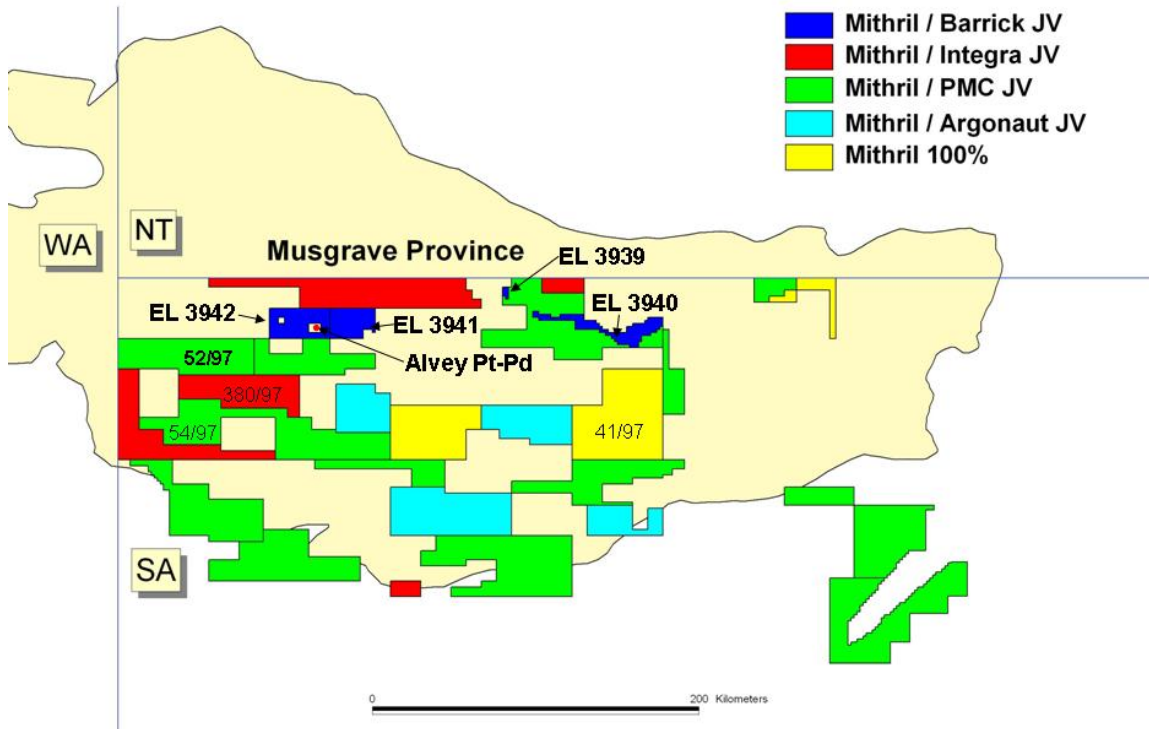 Mithril / Barrick JV
Mithril / Integra JV
Mithril / PMC JV
Mithril / Argonaut JV
Mithril 100%
WA
NT
Musgrave Province
EL 3939
EL 3942
EL 3940
EL 3941
Alvey Pt-Pd
52/97
380/97
54/97
41/97
SA
0
200 Kilometers